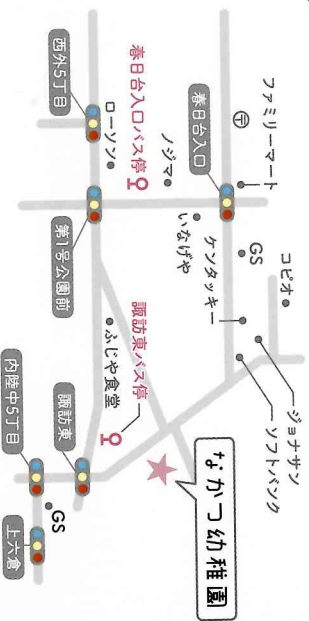 コピオ
ジョナサン
ソフトバンク
ファミリーマート
〒
GS
ケンタッキー
いなげや
春日台入口
ノジマ
春日台入口バス停
なかつ幼稚園
諏訪東バス停
ふじや食堂
ローソン
西外5丁目
第1号公園前
諏訪東
GS
内陸中5丁目
上六倉